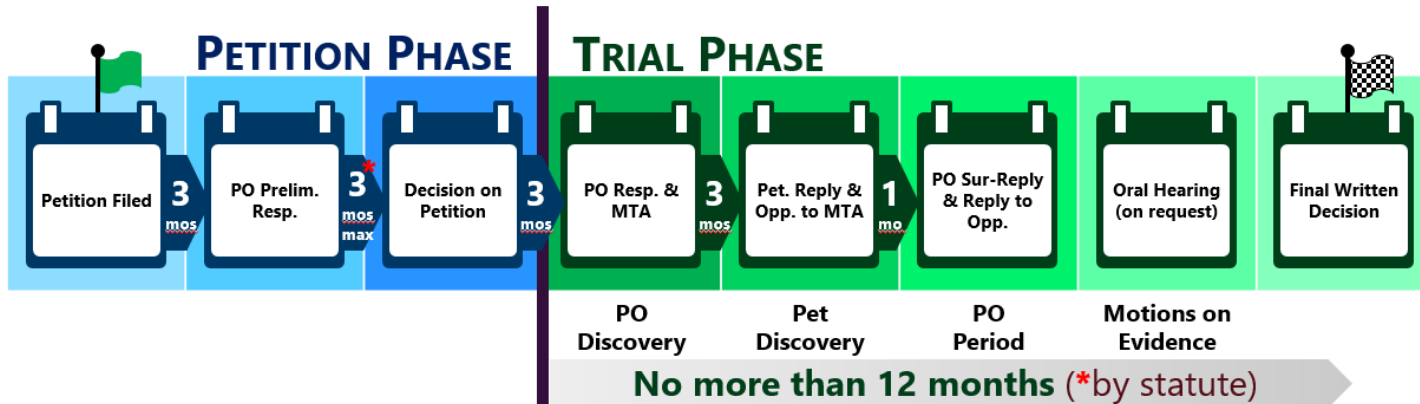 PETITION PHASE
TRIAL PHASE
Petition Filed
3
mos
PO Prelim.
Resp.
3*
mos
max
Decision on
Petition
3
mos
PO Resp. &
MTA
3
mos
Pet. Reply &
Opp. to MTA
1
mo
PO Sur-Reply
& Reply to
Opp.
Oral Hearing
(on request)
Final Written
Decision
PO
Discovery
Pet
Discovery
PO
Period
Motions on
Evidence
No more than 12 months (*by statute)